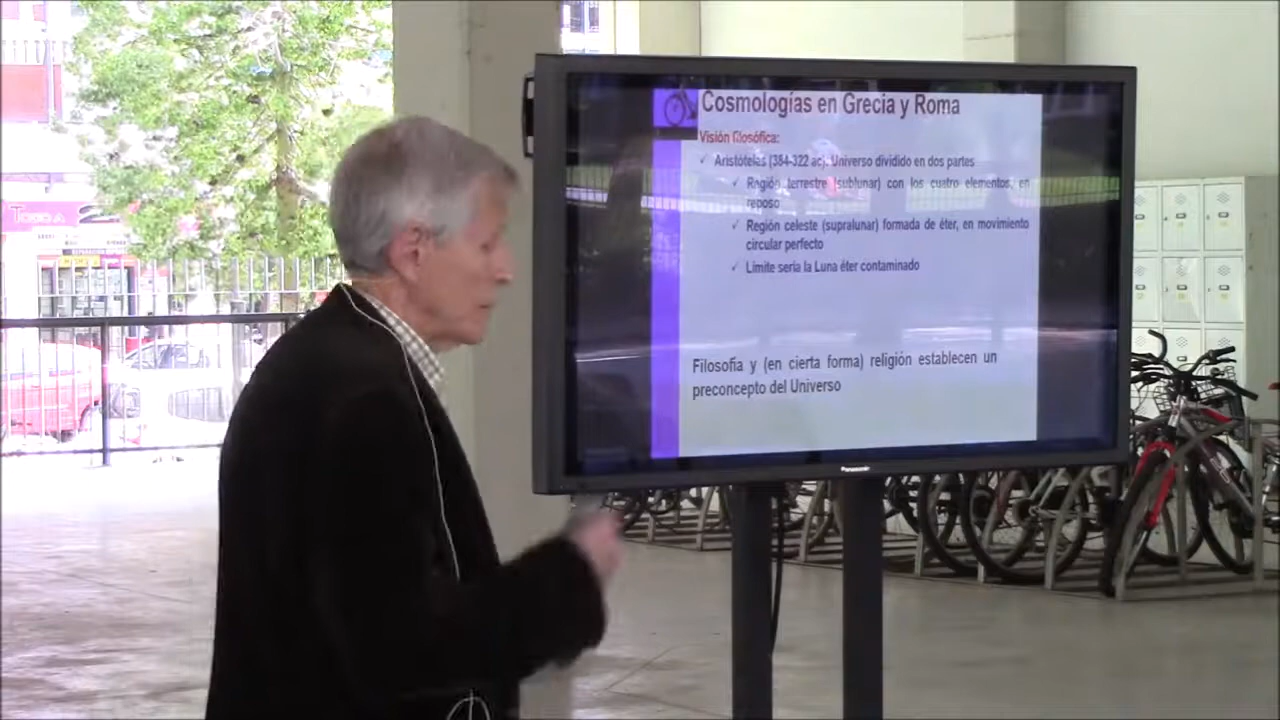 Cosmologías en Grecia y Roma
Visión filosófica:
✓ Aristóteles (384-322 ac): Universo dividido en dos partes
✓ Región terrestre (sublunar) con los cuatro elementos, en
reposo
✓ Región celeste (supralunar) formada de éter, en movimiento
circular perfecto
✓ Límite sería la Luna éter contaminado
Filosofía y (en cierta forma) religión establecen un
preconcepto del Universo
Panasonic